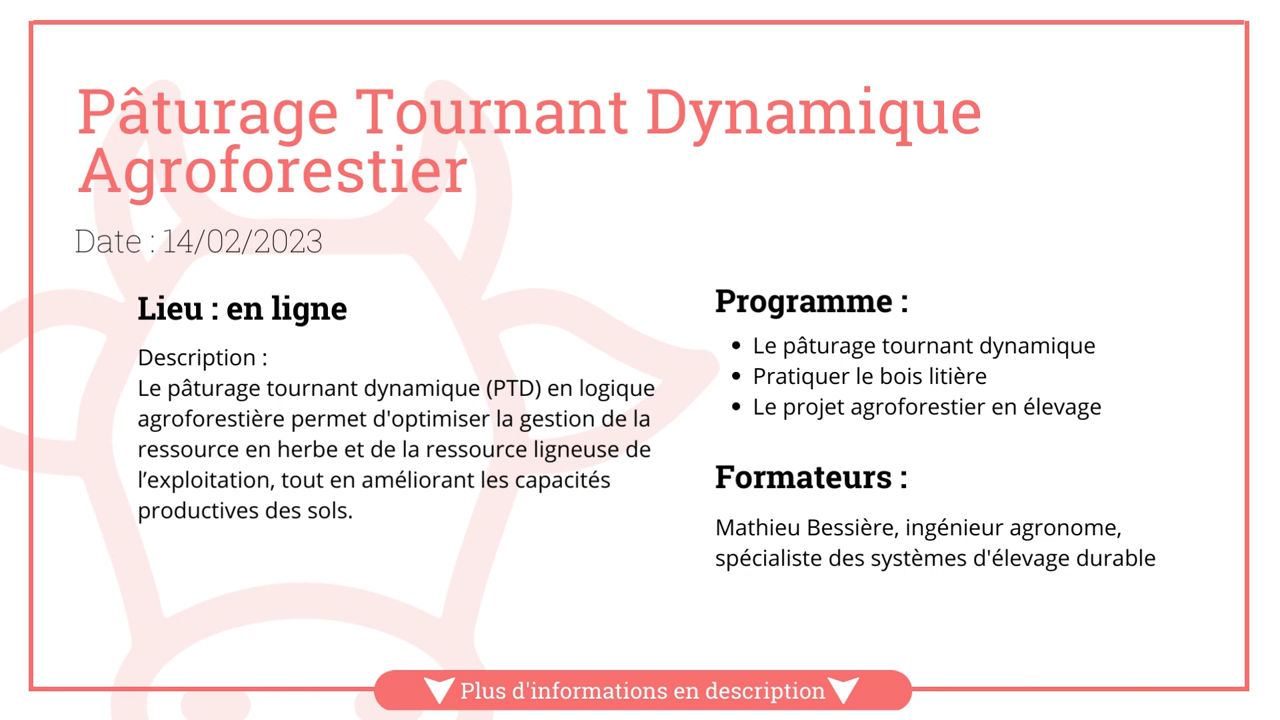 Pâturage Tournant Dynamique
Agroforestier
Date : 14/02/2023
Lieu : en ligne
Description :
Le pâturage tournant dynamique (PTD) en logique
agroforestière permet d'optimiser la gestion de la
ressource en herbe et de la ressource ligneuse de
l’exploitation, tout en améliorant les capacités
productives des sols.
Programme :
• Le pâturage tournant dynamique
• Pratiquer le bois litière
• Le projet agroforestier en élevage
Formateurs :
Mathieu Bessière, ingénieur agronome,
spécialiste des systèmes d'élevage durable
Plus d'informations en description